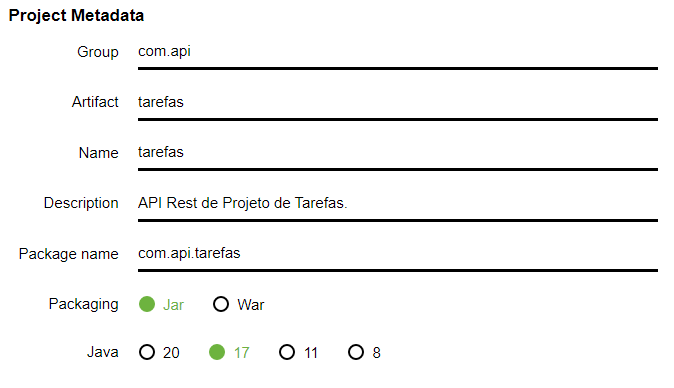 Project Metadata
Group com.api
Artifact tarefas
Name tarefas
Description API Rest de Projeto de Tarefas.
Package name com.api.tarefas
Packaging Jar War
Java 20 17 11 8